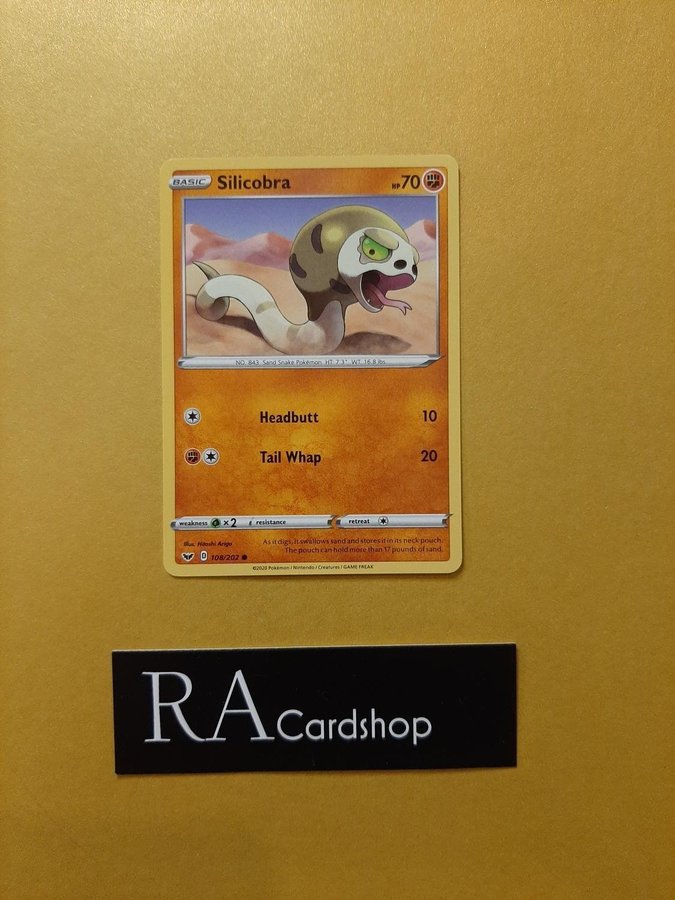 BASIC Silicobra HP 70
NO. 843 Sand Snake Pokémon HT 7'3" WT 16.8 lbs
Headbutt 10
Tail Whap 20
weakness ×2 resistance retreat
Illus. Hitoshi Ariga
As it digs, it swallows sand and stores it in its neck pouch.
The pouch can hold more than 17 pounds of sand.
D 108/202
©2020 Pokémon / Nintendo / Creatures / GAME FREAK
RA Cardshop